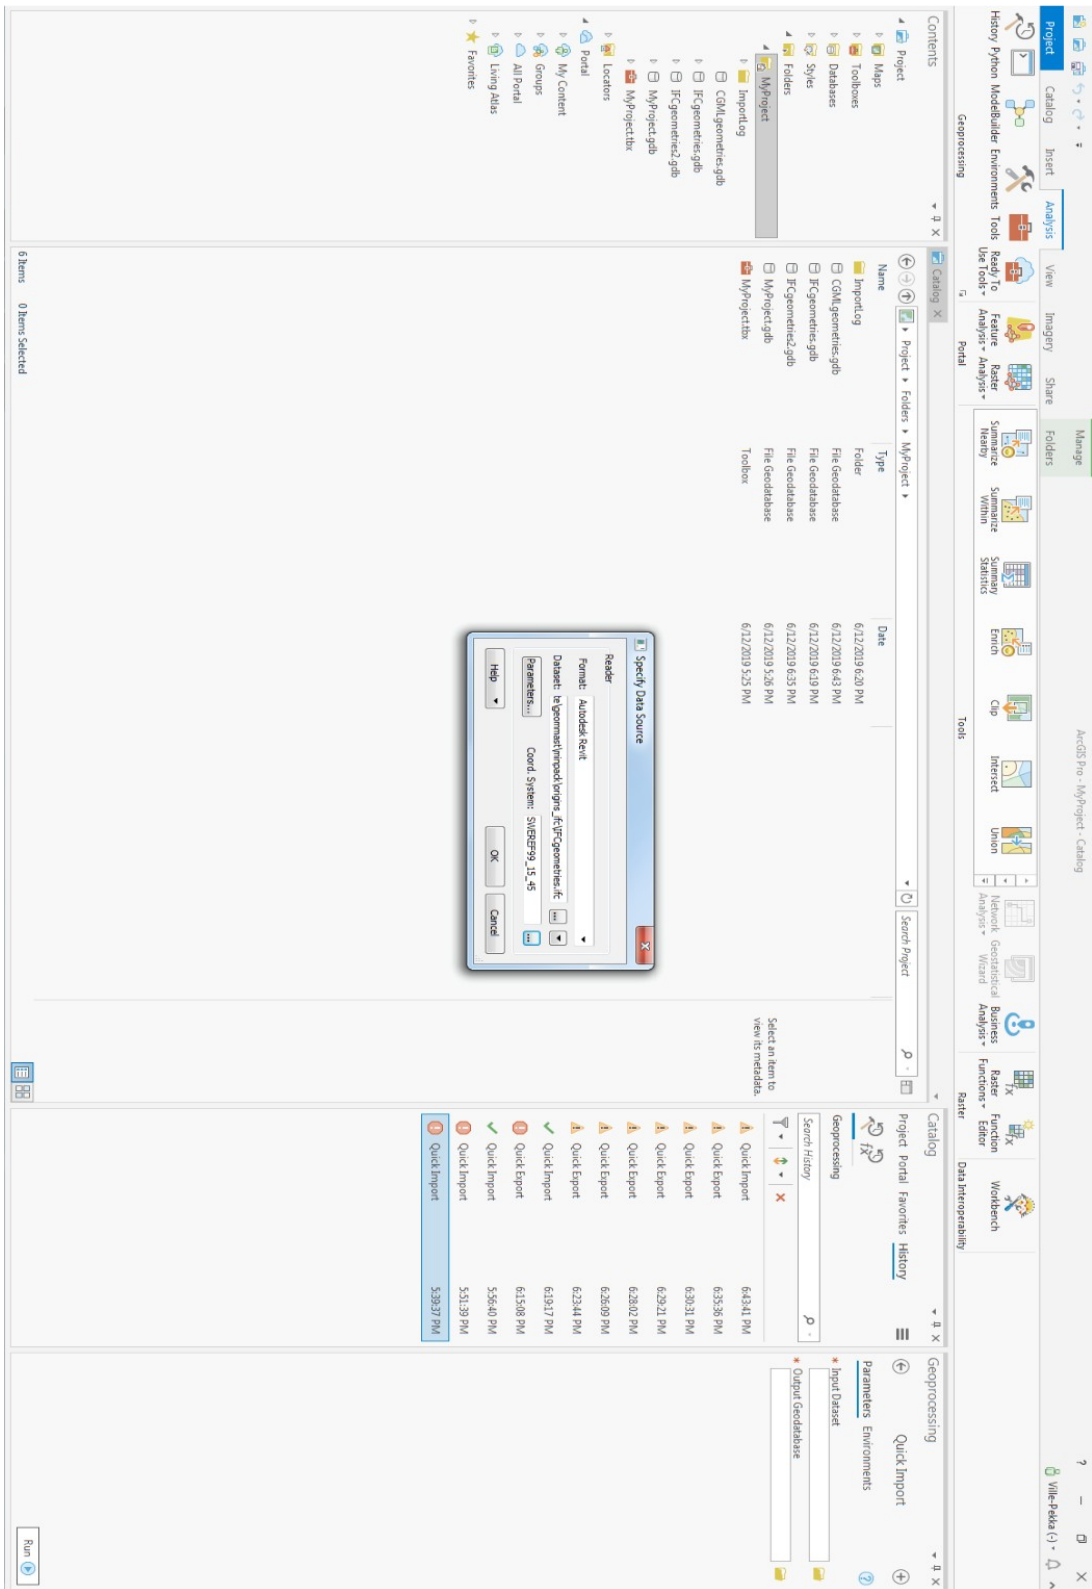 ArcGIS Pro - MyProject - Catalog
?
Manage
Project Catalog Insert Analysis View Imagery Share Folders
Ville-Pekka (-)
History Python ModelBuilder Environments Tools Ready To Use Tools
Feature Analysis Raster Analysis
Summarize Nearby Summarize Within Summary Statistics Enrich Clip Intersect Union
Network Analysis Geostatistical Wizard Business Analysis
Raster Functions Function Editor Workbench
Geoprocessing Portal Tools Raster Data Interoperability
Contents
Project
Maps
Toolboxes
Databases
Styles
Folders
MyProject
ImportLog
CGMLgeometries.gdb
IFCgeometries.gdb
IFCgeometries2.gdb
MyProject.gdb
MyProject.tbx
Locators
Portal
My Content
Groups
All Portal
Living Atlas
Favorites
Catalog
Project Folders MyProject
Search Project
Name Type Date
ImportLog Folder 6/12/2019 6:20 PM
CGMLgeometries.gdb File Geodatabase 6/12/2019 6:43 PM
IFCgeometries.gdb File Geodatabase 6/12/2019 6:19 PM
IFCgeometries2.gdb File Geodatabase 6/12/2019 6:35 PM
MyProject.gdb File Geodatabase 6/12/2019 5:26 PM
MyProject.tbx Toolbox 6/12/2019 5:25 PM
Select an item to
view its metadata.
Specify Data Source
Reader
Format: Autodesk Revit
Dataset: te\geommast\minpack\origins_ifc\IFCgeometries.ifc ...
Parameters... Coord. System: SWEREF99_15_45 ...
Help OK Cancel
6 Items 0 Items Selected
Catalog
Project Portal Favorites History
Geoprocessing
Search History
Quick Import 6:43:41 PM
Quick Export 6:35:36 PM
Quick Export 6:30:31 PM
Quick Export 6:29:21 PM
Quick Export 6:28:02 PM
Quick Export 6:26:09 PM
Quick Export 6:23:44 PM
Quick Import 6:19:17 PM
Quick Export 6:15:08 PM
Quick Import 5:56:40 PM
Quick Import 5:51:39 PM
Quick Import 5:39:37 PM
Geoprocessing
Quick Import
Parameters Environments
?
* Input Dataset
* Output Geodatabase
Run